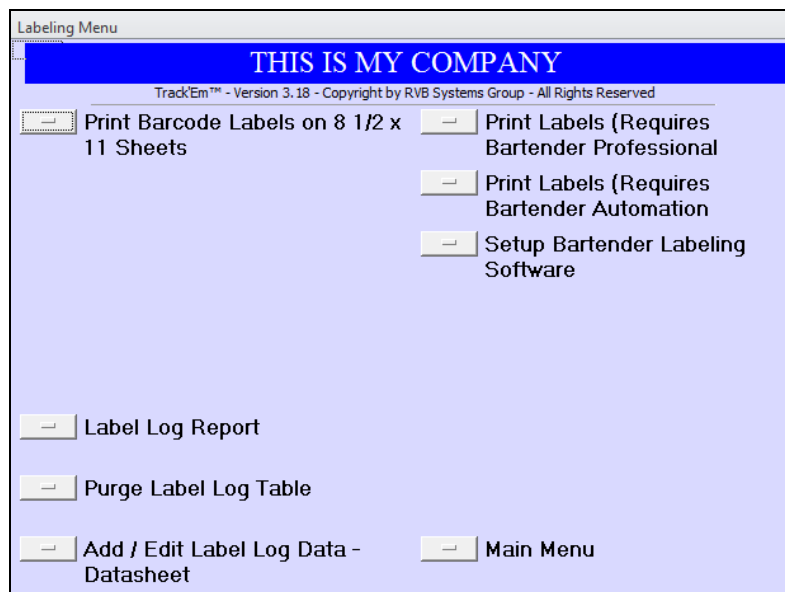 Labeling Menu
THIS IS MY COMPANY
Track'Em™ - Version 3.18 - Copyright by RVB Systems Group - All Rights Reserved
Print Barcode Labels on 8 1/2 x
11 Sheets
Print Labels (Requires
Bartender Professional
Print Labels (Requires
Bartender Automation
Setup Bartender Labeling
Software
Label Log Report
Purge Label Log Table
Add / Edit Label Log Data -
Datasheet
Main Menu